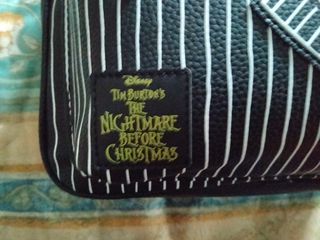 Disney
TIM BURTON'S
THE
NIGHTMARE
BEFORE
CHRISTMAS